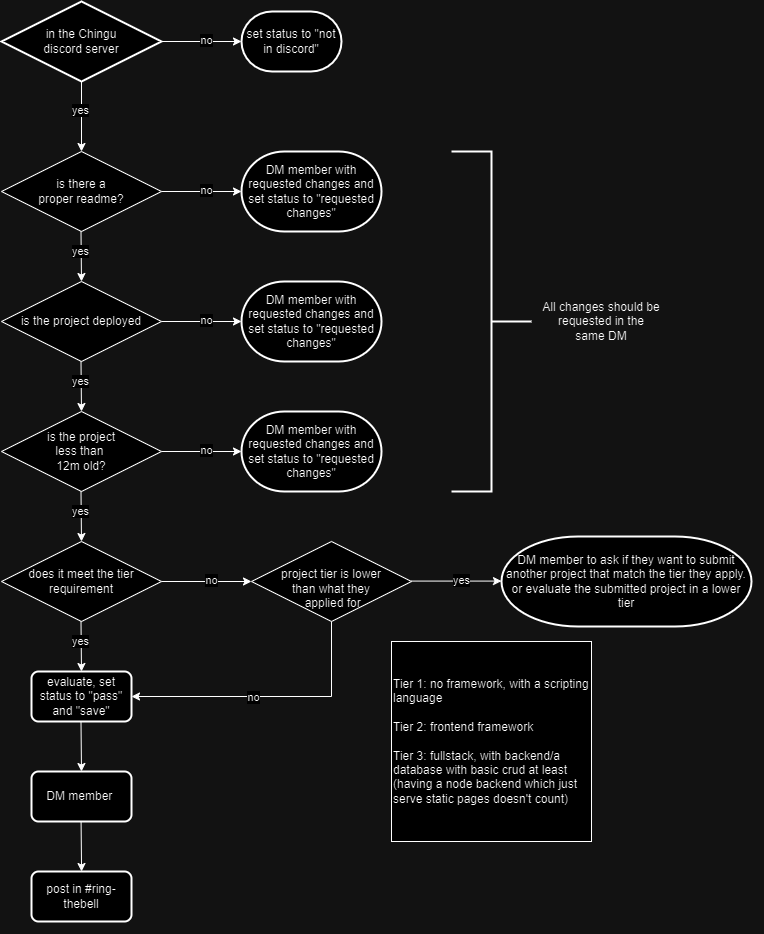 in the Chingu
discord server
no
set status to "not
in discord"
yes
is there a
proper readme?
no
DM member with
requested changes and
set status to "requested
changes"
yes
is the project deployed
no
DM member with
requested changes and
set status to "requested
changes"
All changes should be
requested in the
same DM
yes
is the project
less than
12m old?
no
DM member with
requested changes and
set status to "requested
changes"
yes
does it meet the tier
requirement
no
project tier is lower
than what they
applied for
yes
DM member to ask if they want to submit
another project that match the tier they apply.
or evaluate the submitted project in a lower
tier
yes
evaluate, set
status to "pass"
and "save"
no
Tier 1: no framework, with a scripting
language
Tier 2: frontend framework
Tier 3: fullstack, with backend/a
database with basic crud at least
(having a node backend which just
serve static pages doesn't count)
DM member
post in #ring-
thebell